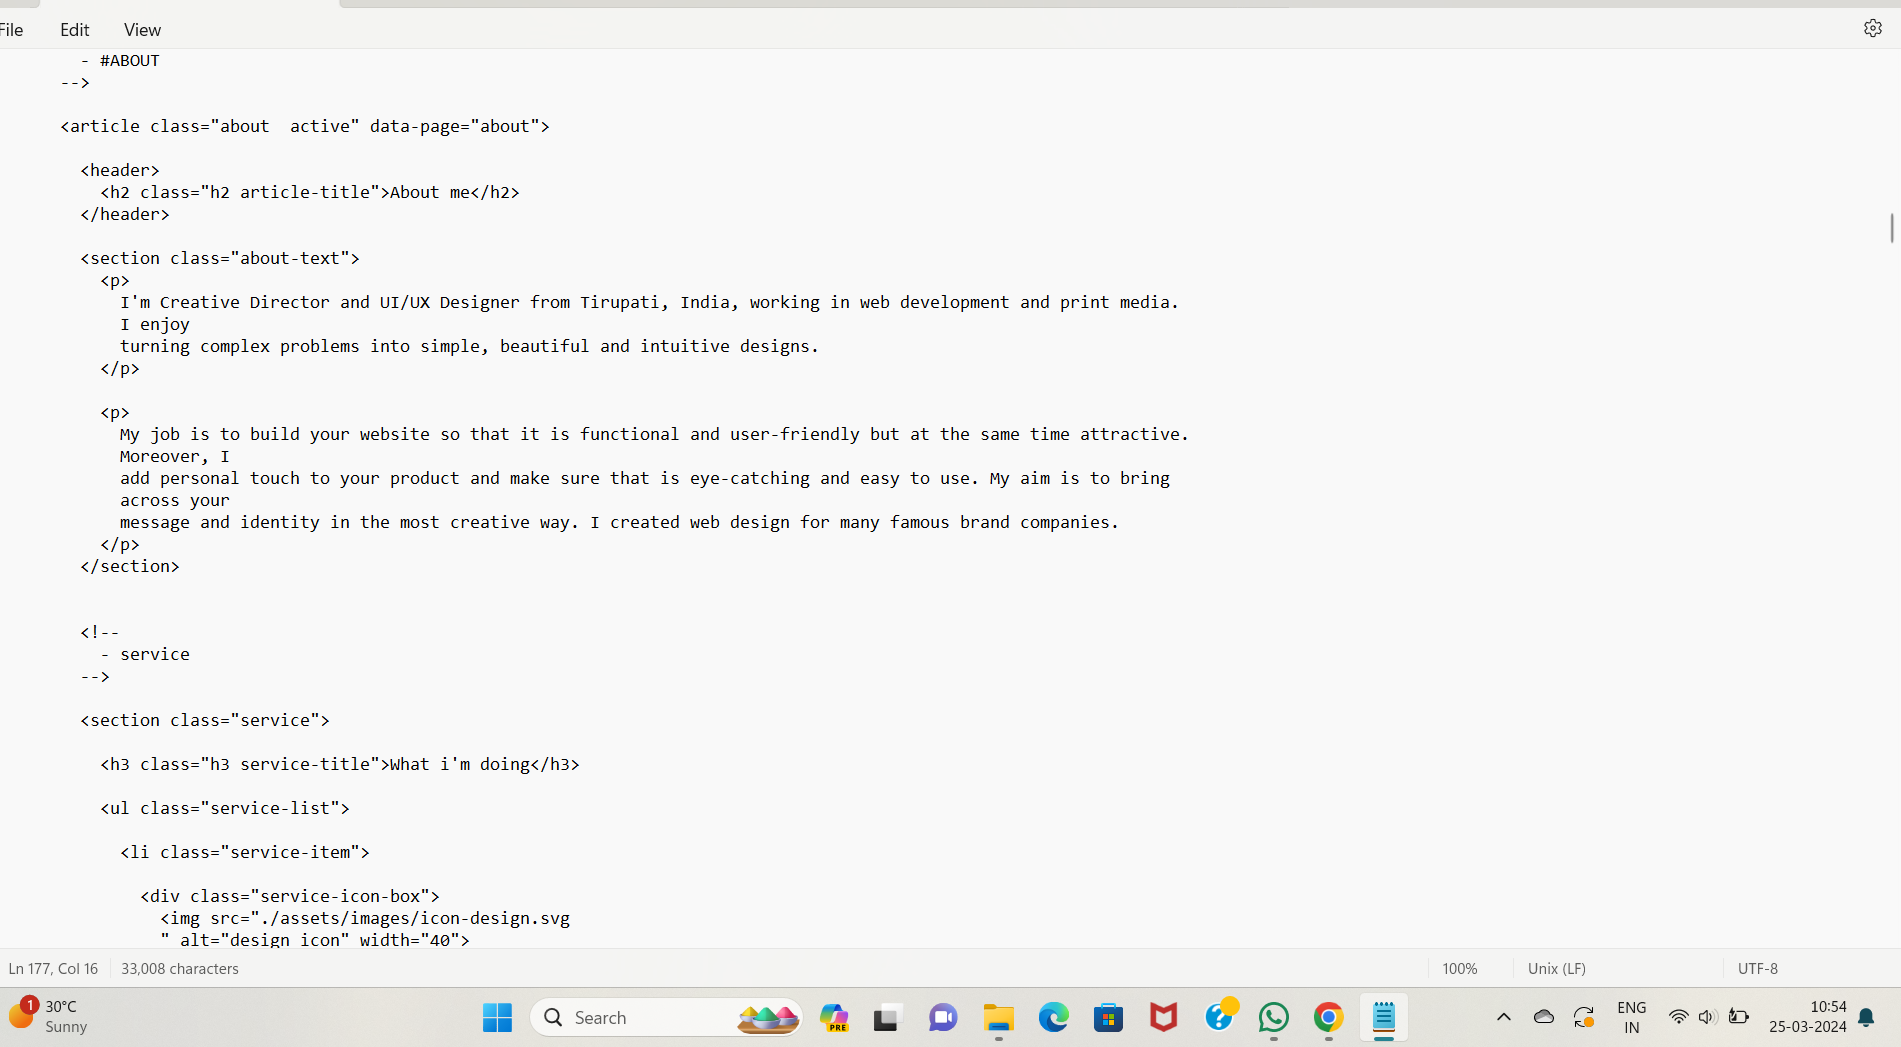 File Edit View
- #ABOUT
-->
<article class="about  active" data-page="about">
<header>
<h2 class="h2 article-title">About me</h2>
</header>
<section class="about-text">
<p>
I'm Creative Director and UI/UX Designer from Tirupati, India, working in web development and print media.
I enjoy
turning complex problems into simple, beautiful and intuitive designs.
</p>
<p>
My job is to build your website so that it is functional and user-friendly but at the same time attractive.
Moreover, I
add personal touch to your product and make sure that is eye-catching and easy to use. My aim is to bring
across your
message and identity in the most creative way. I created web design for many famous brand companies.
</p>
</section>
<!--
- service
-->
<section class="service">
<h3 class="h3 service-title">What i'm doing</h3>
<ul class="service-list">
<li class="service-item">
<div class="service-icon-box">
<img src="./assets/images/icon-design.svg
" alt="design icon" width="40">
Ln 177, Col 16 33,008 characters 100% Unix (LF) UTF-8
1 30°C
Sunny
Search
PRE
ENG
IN
10:54
25-03-2024